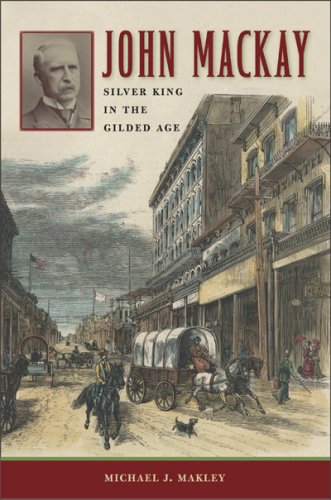 JOHN MACKAY
SILVER KING
IN THE
GILDED AGE
MICHAEL J. MAKLEY